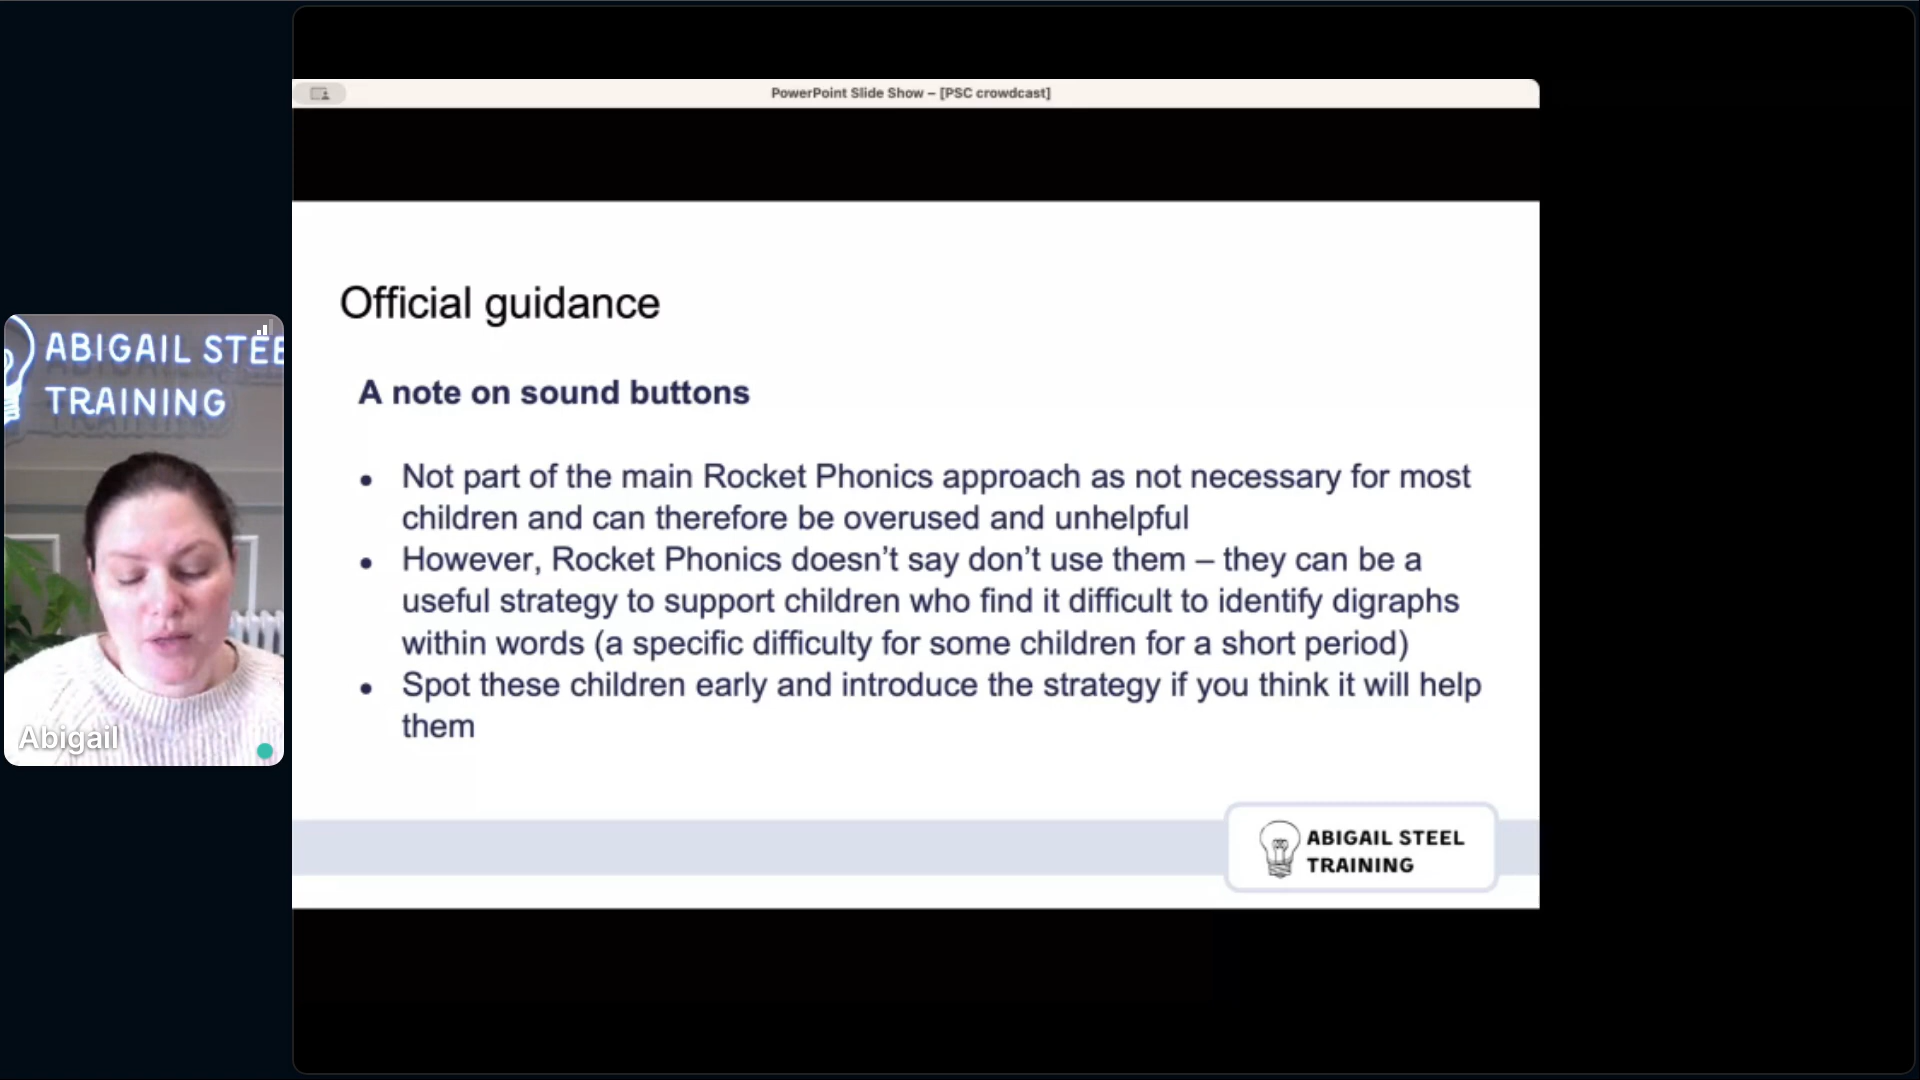 PowerPoint Slide Show – [PSC crowdcast]
Official guidance
A note on sound buttons
• Not part of the main Rocket Phonics approach as not necessary for most
children and can therefore be overused and unhelpful
• However, Rocket Phonics doesn’t say don’t use them – they can be a
useful strategy to support children who find it difficult to identify digraphs
within words (a specific difficulty for some children for a short period)
• Spot these children early and introduce the strategy if you think it will help
them
ABIGAIL STEEL
TRAINING
ABIGAIL STEE
TRAINING
Abigail